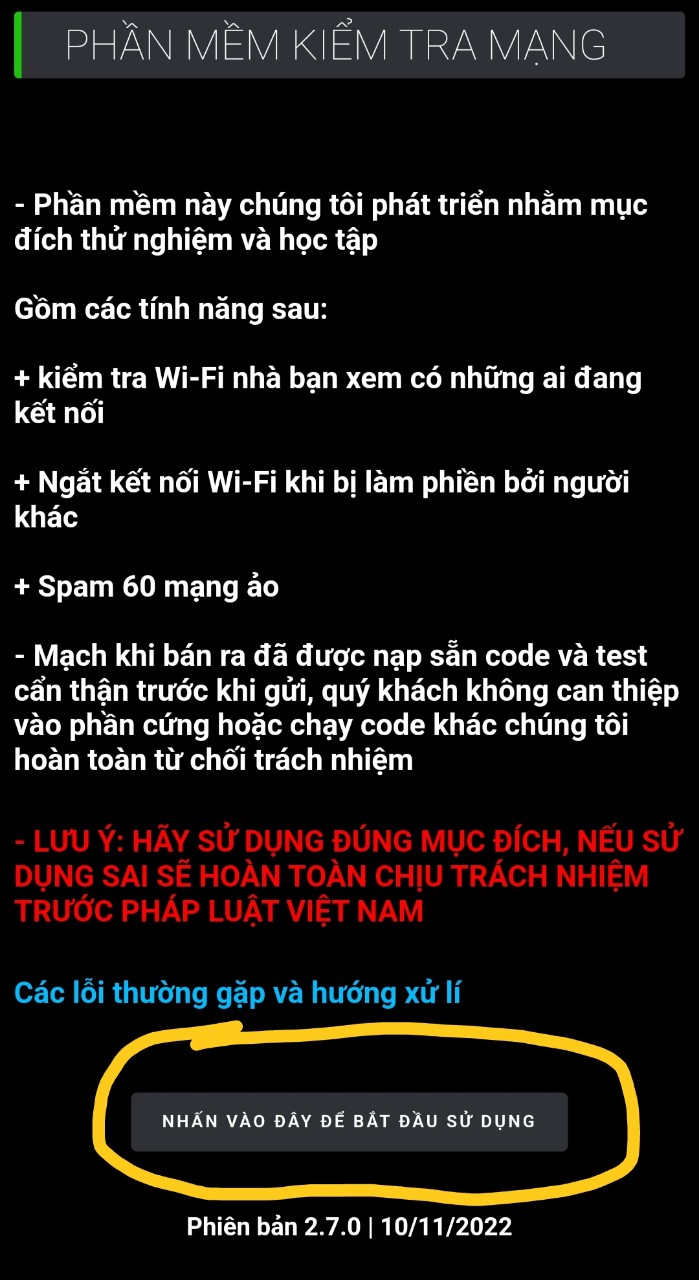 PHẦN MỀM KIỂM TRA MẠNG
- Phần mềm này chúng tôi phát triển nhằm mục
đích thử nghiệm và học tập
Gồm các tính năng sau:
+ kiểm tra Wi-Fi nhà bạn xem có những ai đang
kết nối
+ Ngắt kết nối Wi-Fi khi bị làm phiền bởi người
khác
+ Spam 60 mạng ảo
- Mạch khi bán ra đã được nạp sẵn code và test
cẩn thận trước khi gửi, quý khách không can thiệp
vào phần cứng hoặc chạy code khác chúng tôi
hoàn toàn từ chối trách nhiệm
- LƯU Ý: HÃY SỬ DỤNG ĐÚNG MỤC ĐÍCH, NẾU SỬ
DỤNG SAI SẼ HOÀN TOÀN CHỊU TRÁCH NHIỆM
TRƯỚC PHÁP LUẬT VIỆT NAM
Các lỗi thường gặp và hướng xử lí
NHẤN VÀO ĐÂY ĐỂ BẮT ĐẦU SỬ DỤNG
Phiên bản 2.7.0 | 10/11/2022